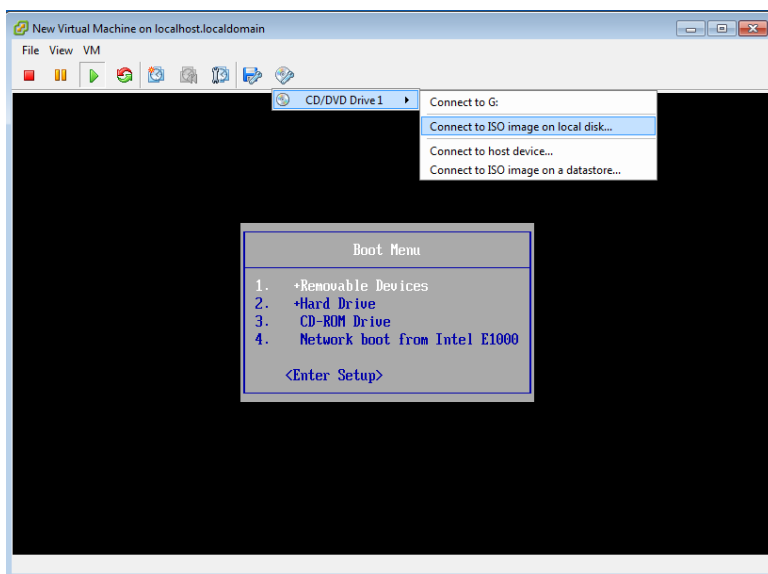 New Virtual Machine on localhost.localdomain
File View VM
CD/DVD Drive 1
Connect to G:
Connect to ISO image on local disk...
Connect to host device...
Connect to ISO image on a datastore...
Boot Menu
1. +Removable Devices
2. +Hard Drive
3. CD-ROM Drive
4. Network boot from Intel E1000
<Enter Setup>